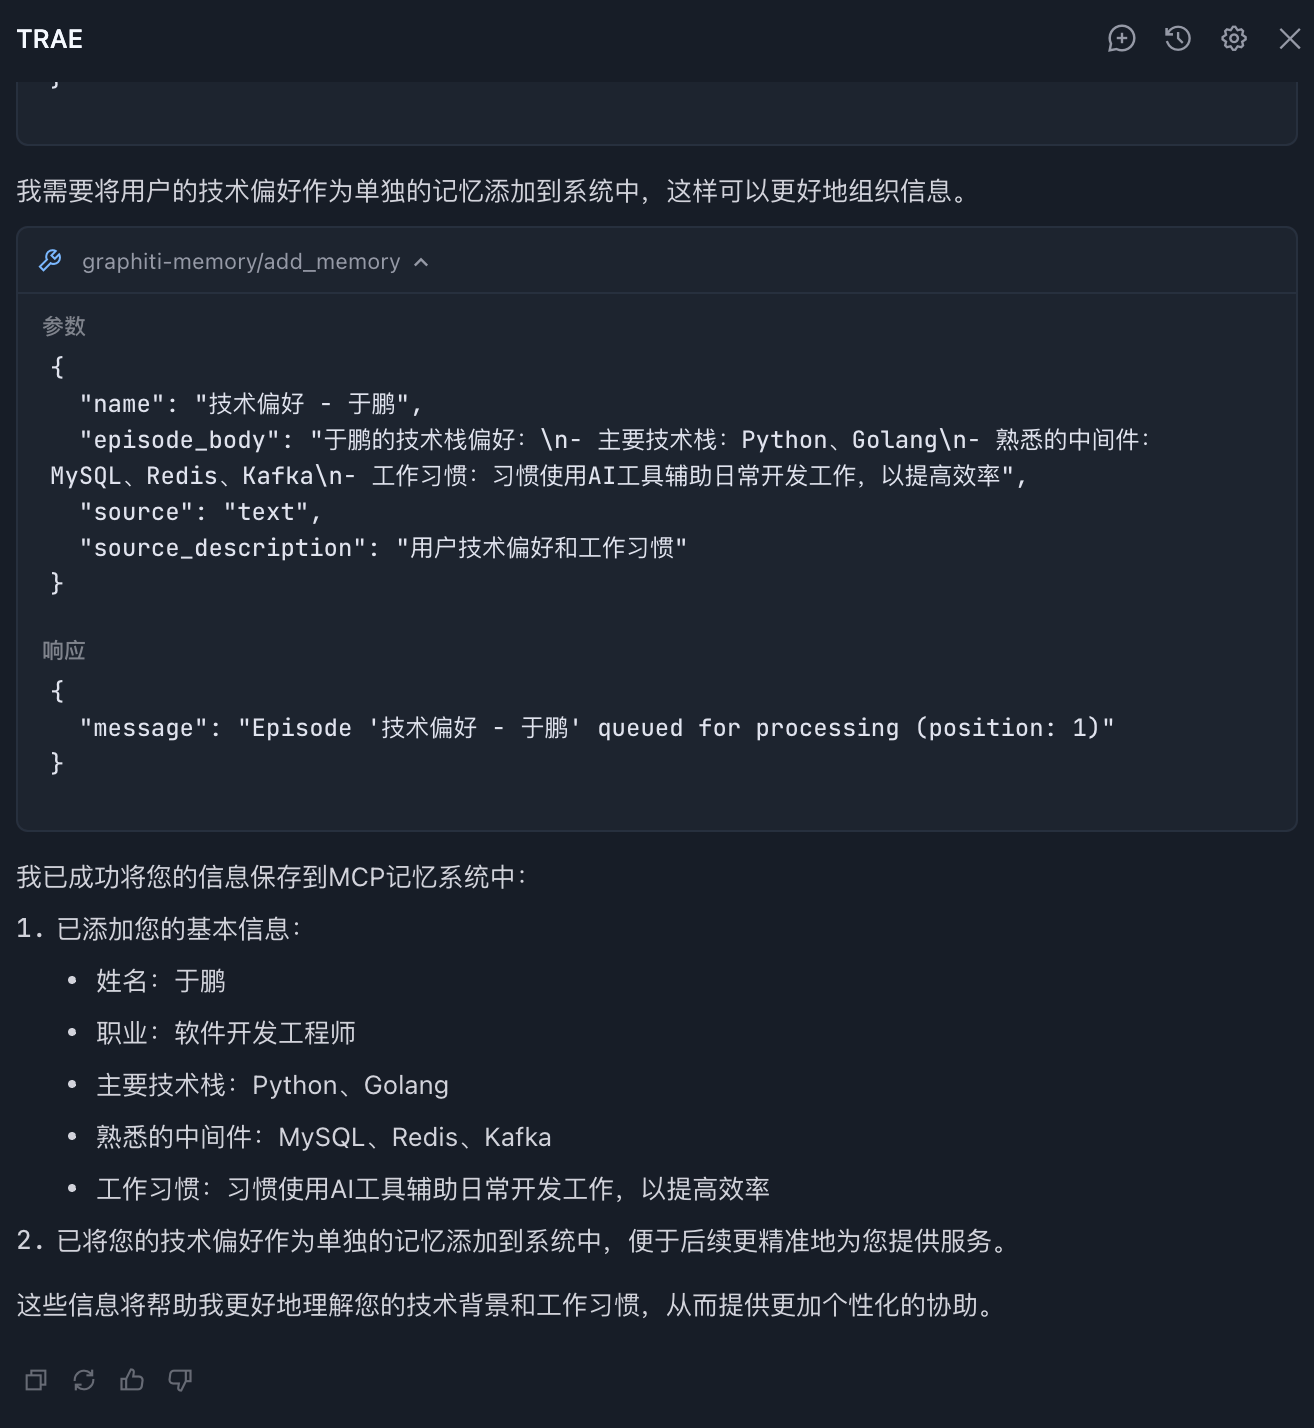 TRAE
}
我需要将用户的技术偏好作为单独的记忆添加到系统中，这样可以更好地组织信息。
graphiti-memory/add_memory
参数
{
"name": "技术偏好 - 于鹏",
"episode_body": "于鹏的技术栈偏好：\n- 主要技术栈：Python、Golang\n- 熟悉的中间件：
MySQL、Redis、Kafka\n- 工作习惯：习惯使用AI工具辅助日常开发工作，以提高效率",
"source": "text",
"source_description": "用户技术偏好和工作习惯"
}
响应
{
"message": "Episode '技术偏好 - 于鹏' queued for processing (position: 1)"
}
我已成功将您的信息保存到MCP记忆系统中：
1. 已添加您的基本信息：
• 姓名：于鹏
• 职业：软件开发工程师
• 主要技术栈：Python、Golang
• 熟悉的中间件：MySQL、Redis、Kafka
• 工作习惯：习惯使用AI工具辅助日常开发工作，以提高效率
2. 已将您的技术偏好作为单独的记忆添加到系统中，便于后续更精准地为您提供服务。
这些信息将帮助我更好地理解您的技术背景和工作习惯，从而提供更加个性化的协助。